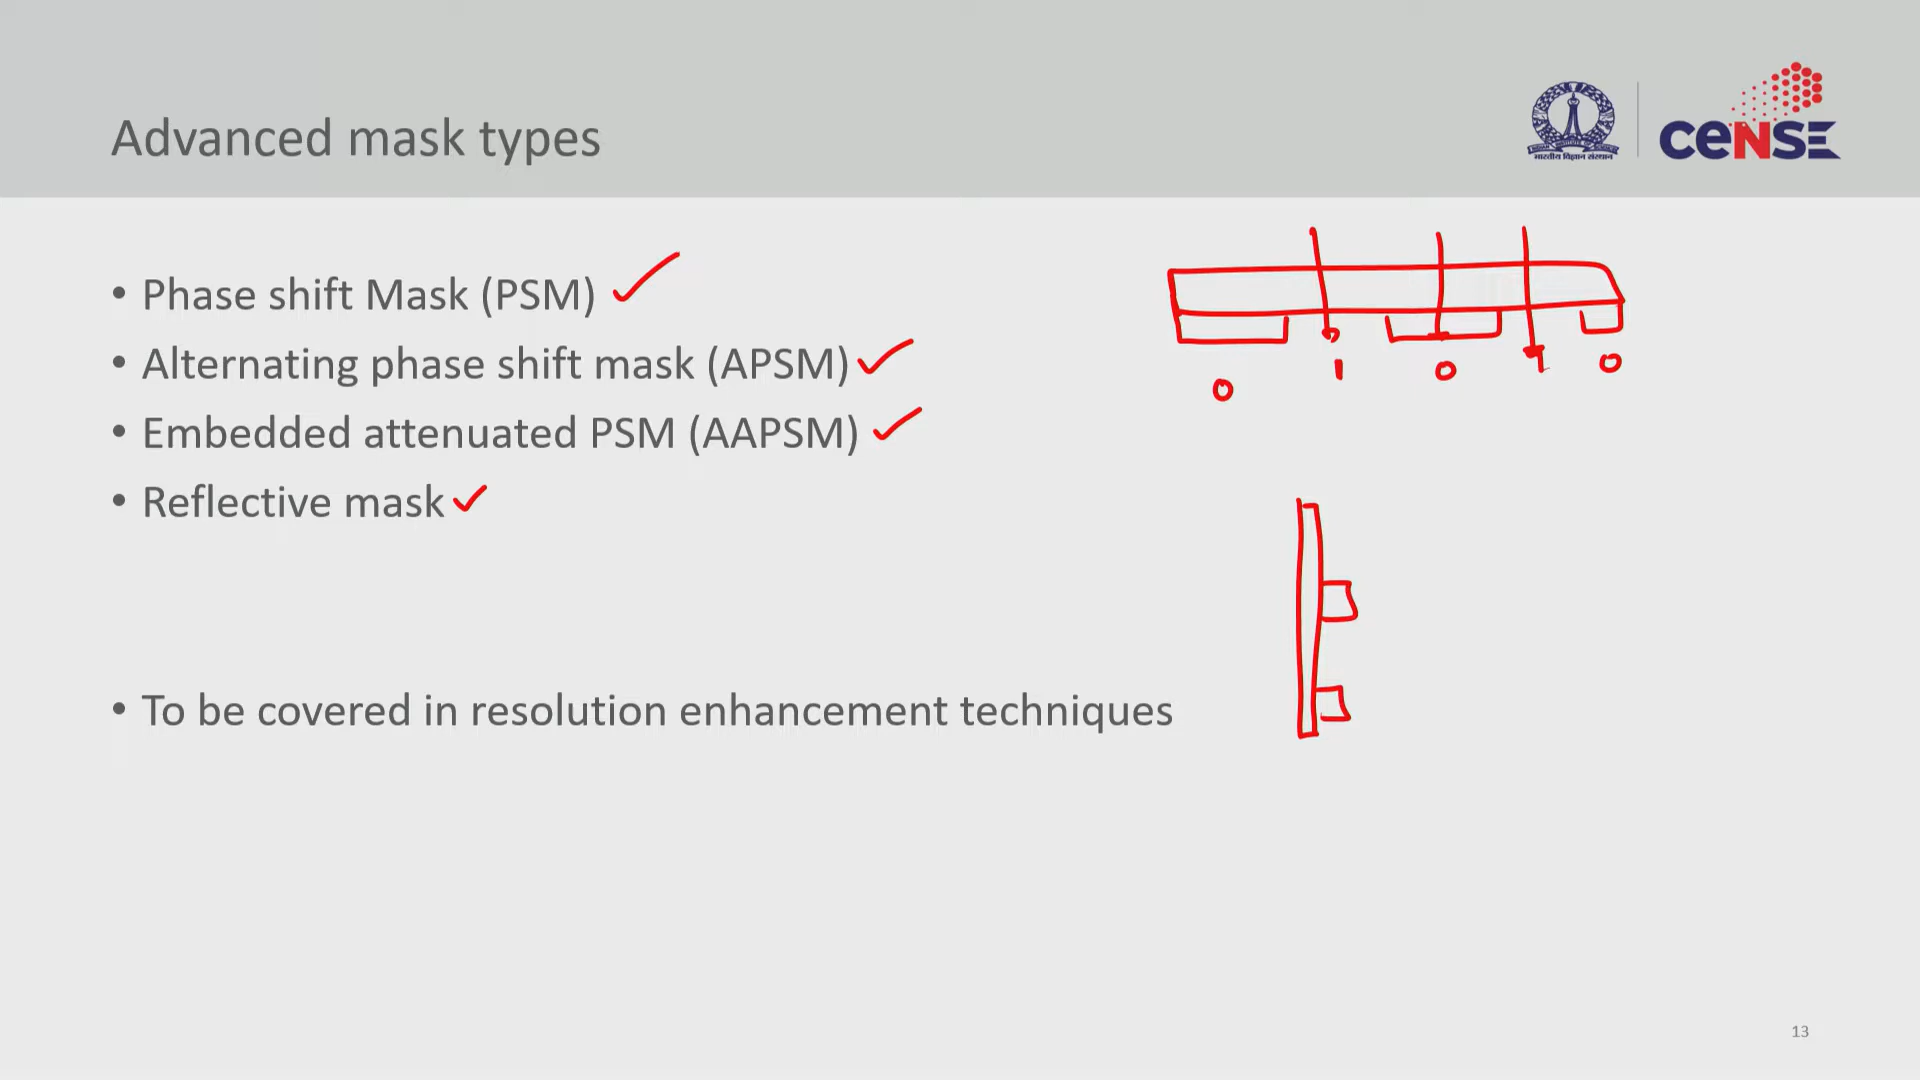 Advanced mask types
भारतीय विज्ञान संस्थान
ceNSE
• Phase shift Mask (PSM)
• Alternating phase shift mask (APSM)
• Embedded attenuated PSM (AAPSM)
• Reflective mask
0 1 0 1 0
• To be covered in resolution enhancement techniques
13